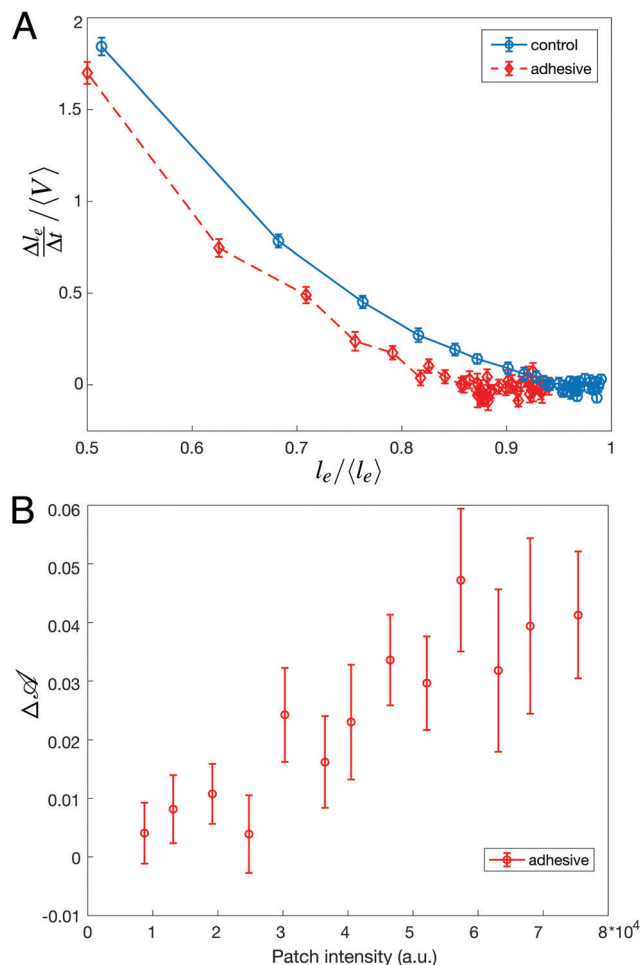 A
2
1.5
1
0.5
0
Δl_e/Δt / ⟨V⟩
control
adhesive
0.5 0.6 0.7 0.8 0.9 1
l_e/⟨l_e⟩
B
0.06
0.05
0.04
0.03
0.02
0.01
0
-0.01
Δ𝒜
adhesive
0 1 2 3 4 5 6 7 8*10^4
Patch intensity (a.u.)